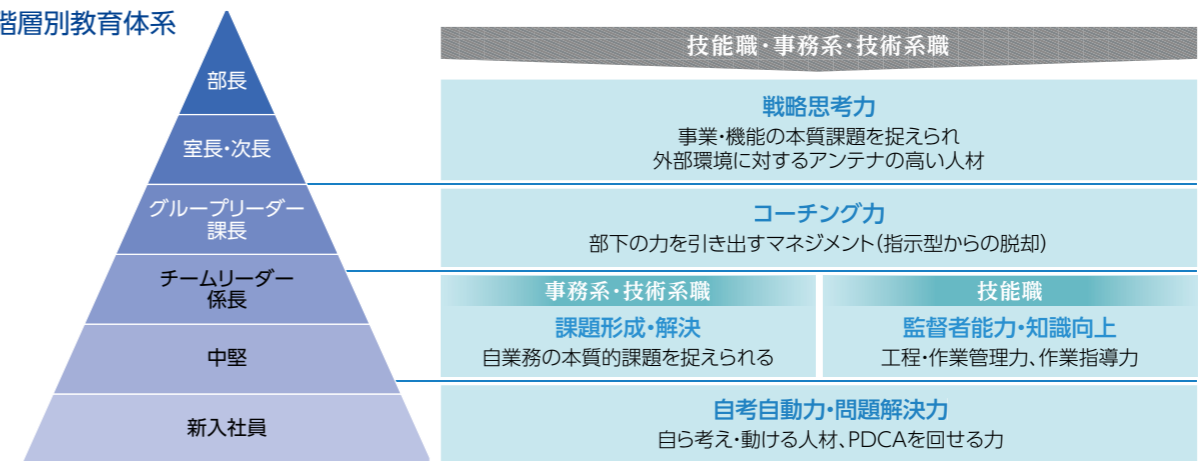 階層別教育体系
部長
室長・次長
グループリーダー
課長
チームリーダー
係長
中堅
新入社員
技能職・事務系・技術系職
戦略思考力
事業・機能の本質課題を捉えられ
外部環境に対するアンテナの高い人材
コーチング力
部下の力を引き出すマネジメント(指示型からの脱却)
事務系・技術系職
課題形成・解決
自業務の本質的課題を捉えられる
技能職
監督者能力・知識向上
工程・作業管理力、作業指導力
自考自動力・問題解決力
自ら考え・動ける人材、PDCAを回せる力